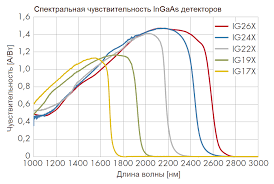 Спектральная чувствительность InGaAs детекторов
Чувствительность [А/Вт]
1,6
1,4
1,2
1,0
0,8
0,6
0,4
0,2
0
IG26X
IG24X
IG22X
IG19X
IG17X
1000 1200 1400 1600 1800 2000 2200 2400 2600 2800 3000
Длина волны [нм]